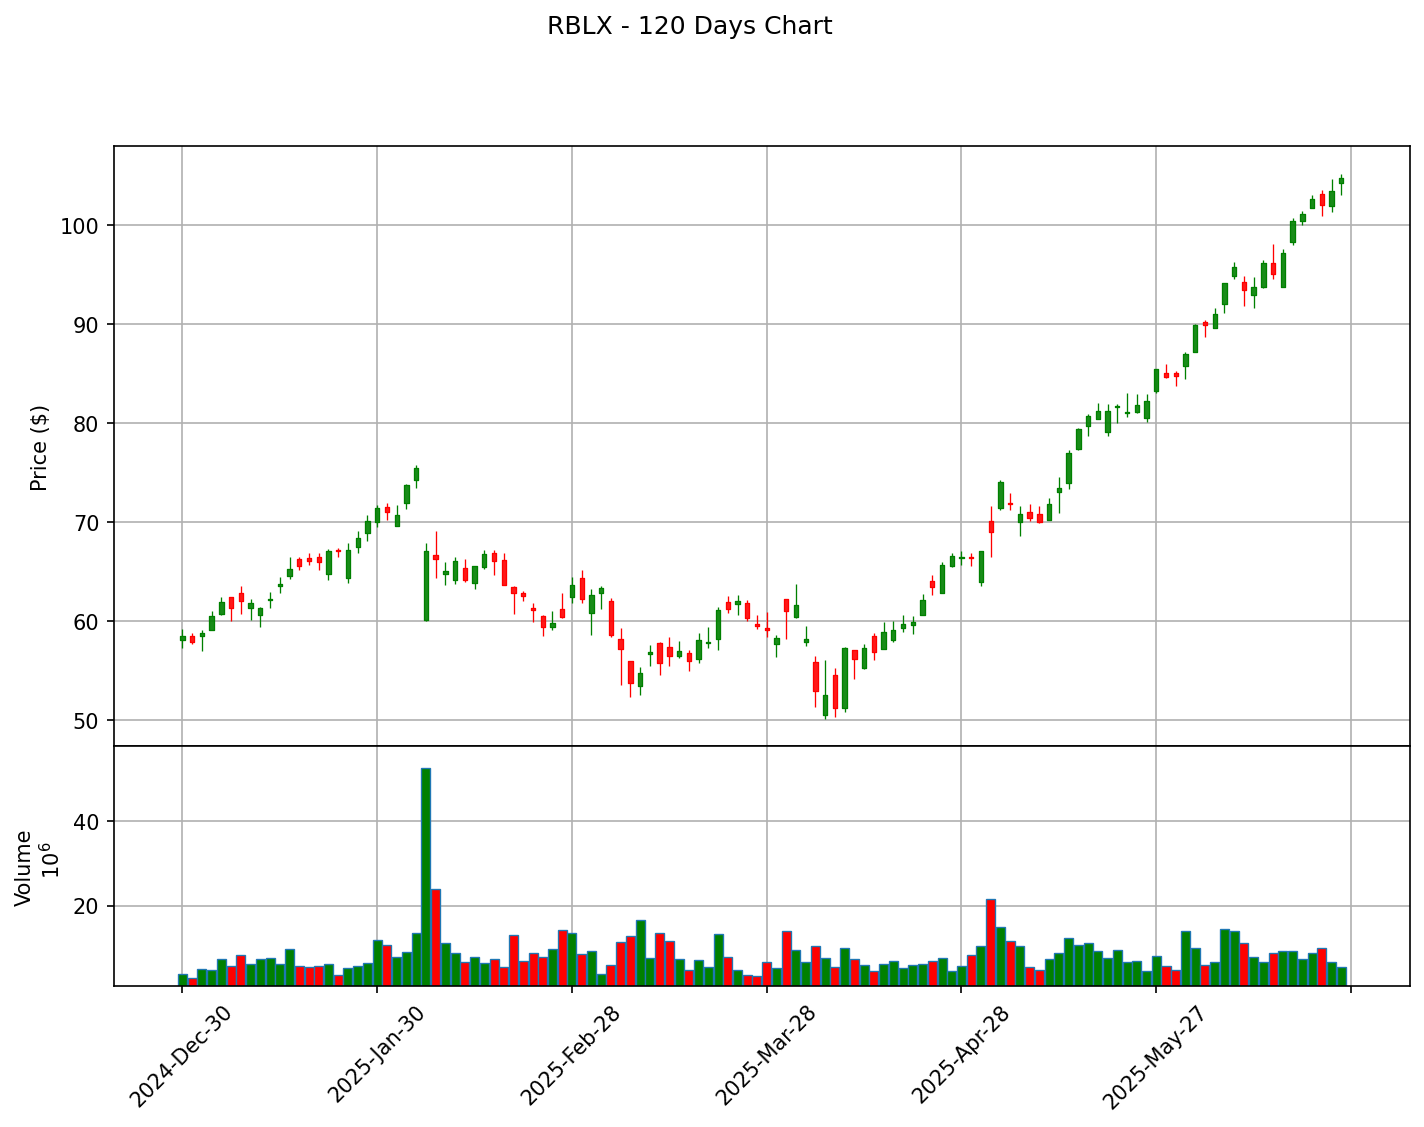 RBLX - 120 Days Chart
Price ($)
100
90
80
70
60
50
Volume
10⁶
40
20
2024-Dec-30
2025-Jan-30
2025-Feb-28
2025-Mar-28
2025-Apr-28
2025-May-27